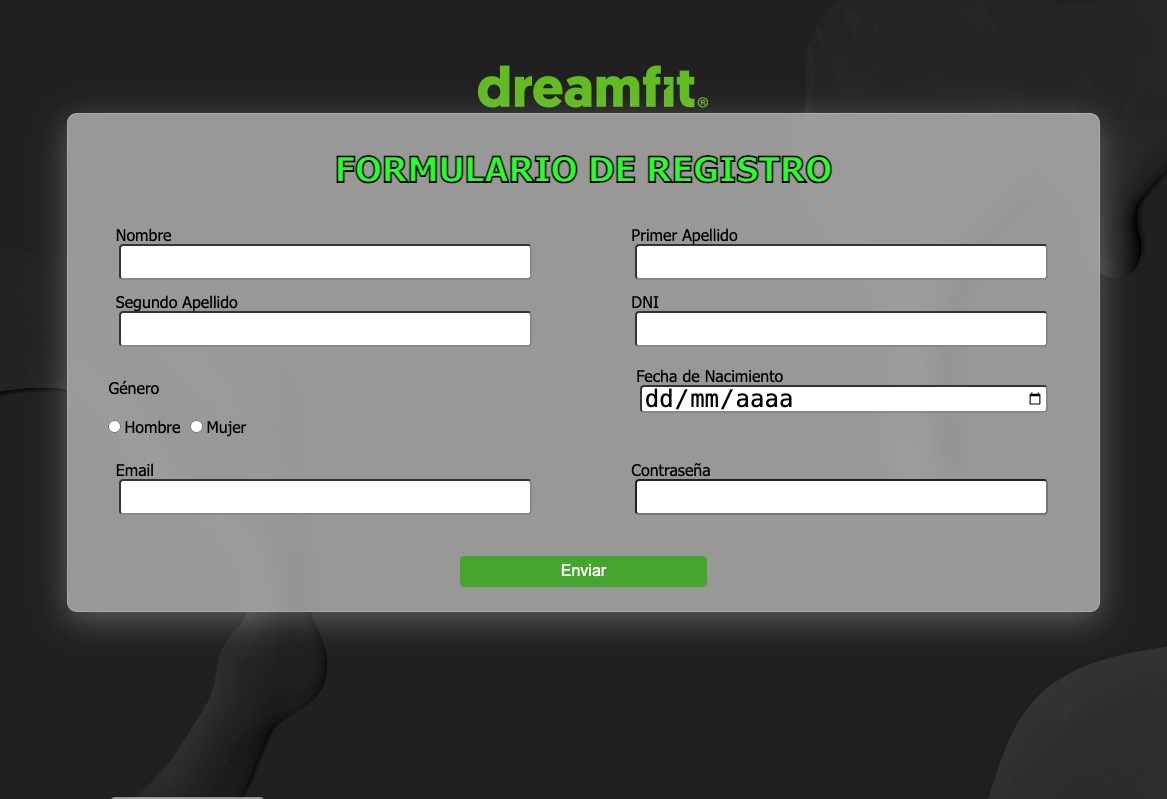 dreamfit®
FORMULARIO DE REGISTRO
Nombre
Primer Apellido
Segundo Apellido
DNI
Género
Fecha de Nacimiento
dd/mm/aaaa
Hombre Mujer
Email
Contraseña
Enviar